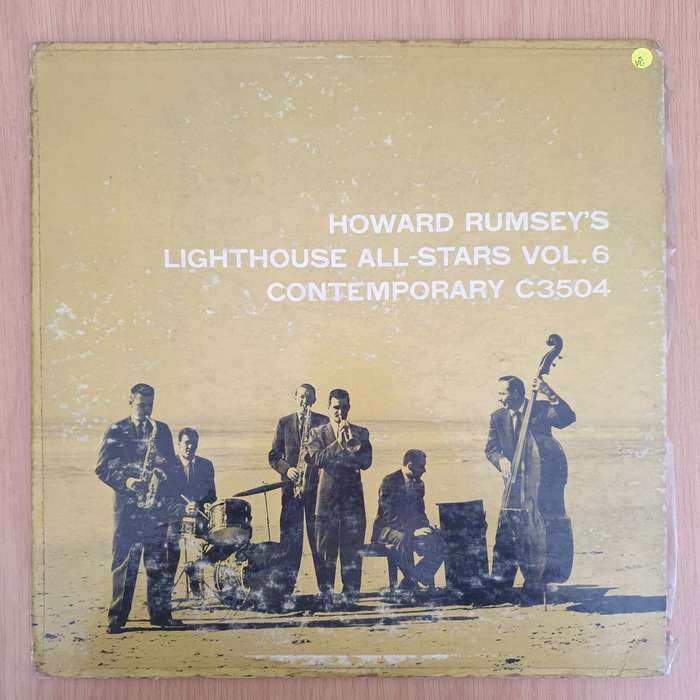 HOWARD RUMSEY'S
LIGHTHOUSE ALL-STARS VOL. 6
CONTEMPORARY C3504